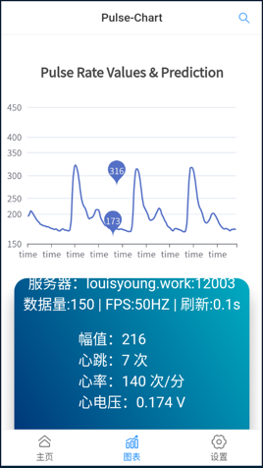 Pulse-Chart
Pulse Rate Values & Prediction
450
400
350
300
250
200
150
316
173
time time time time time time time time time
服务器：louisyoung.work:12003
数据量:150 | FPS:50HZ | 刷新:0.1s
幅值：216
心跳：7 次
心率：140 次/分
心电压：0.174 V
主页 图表 设置